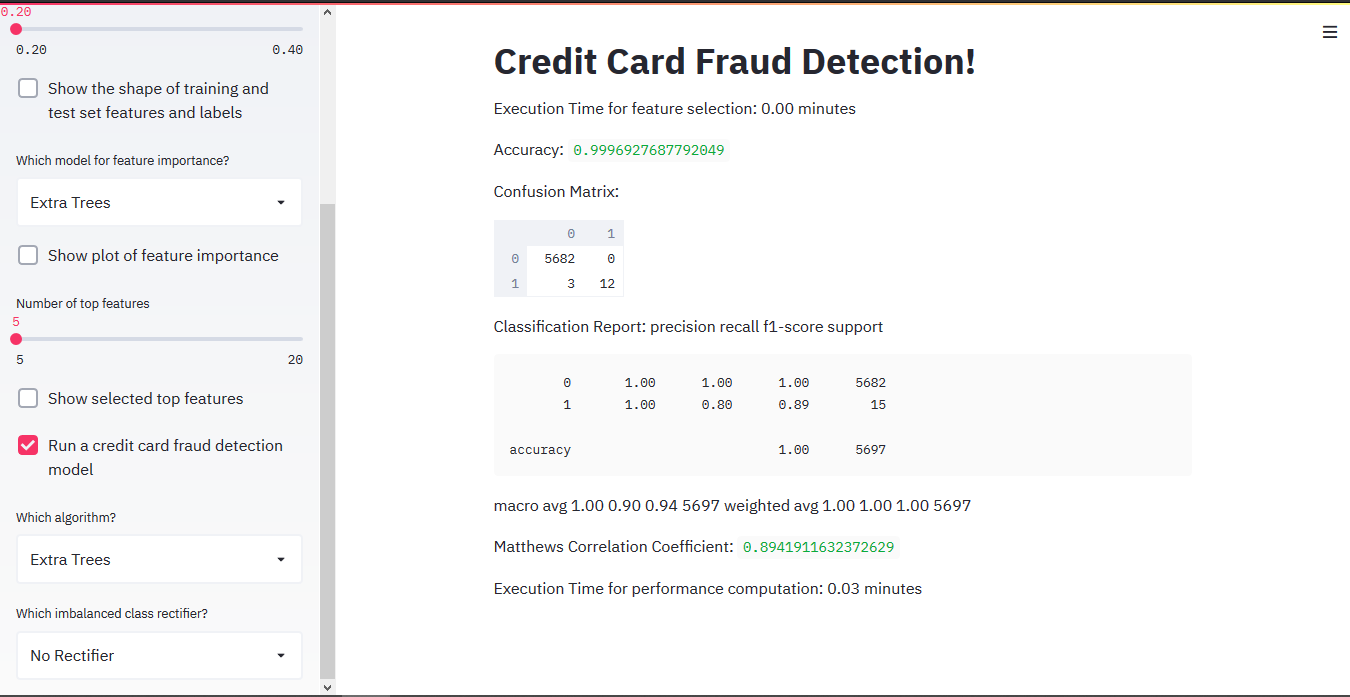 0.20
0.20 0.40
Show the shape of training and
test set features and labels
Which model for feature importance?
Extra Trees
Show plot of feature importance
Number of top features
5
5 20
Show selected top features
Run a credit card fraud detection
model
Which algorithm?
Extra Trees
Which imbalanced class rectifier?
No Rectifier
Credit Card Fraud Detection!
Execution Time for feature selection: 0.00 minutes
Accuracy: 0.9996927687792049
Confusion Matrix:
0 1
0 5682 0
1 3 12
Classification Report: precision recall f1-score support
0 1.00 1.00 1.00 5682
1 1.00 0.80 0.89 15
accuracy 1.00 5697
macro avg 1.00 0.90 0.94 5697 weighted avg 1.00 1.00 1.00 5697
Matthews Correlation Coefficient: 0.8941911632372629
Execution Time for performance computation: 0.03 minutes